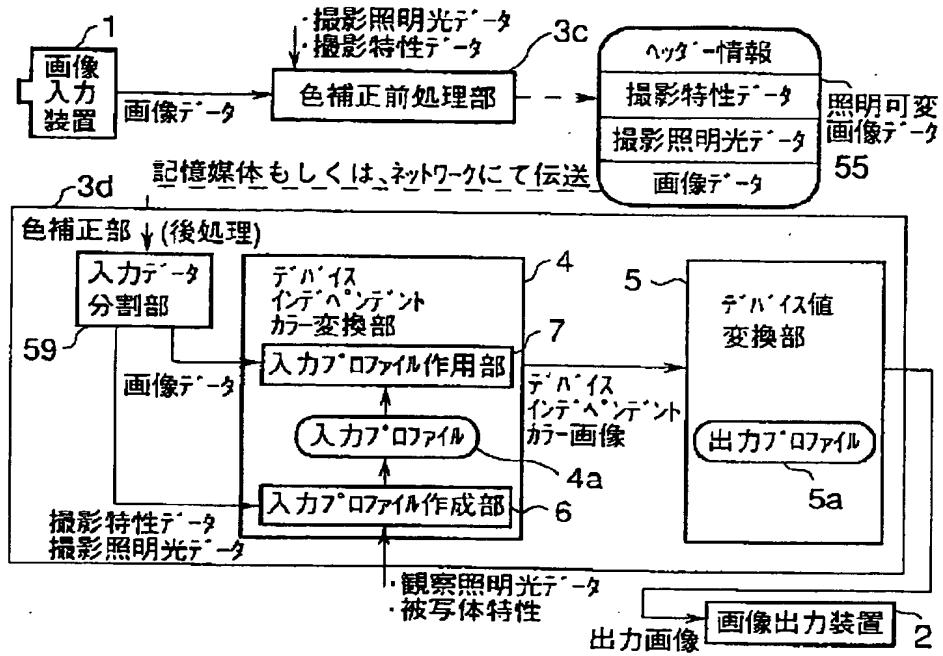 1
画像
入力
装置
画像データ
・撮影照明光データ
・撮影特性データ
3c
色補正前処理部
ヘッダー情報
撮影特性データ
撮影照明光データ
画像データ
照明可変
画像データ
55
記憶媒体もしくは、ネットワークにて伝送
3d
色補正部 (後処理)
入力データ
分割部
59
画像データ
撮影特性データ
撮影照明光データ
4
デバイス
インデペンデント
カラー変換部
7
入力プロファイル作用部
入力プロファイル
4a
入力プロファイル作成部
6
・観察照明光データ
・被写体特性
デバイス
インデペンデント
カラー画像
5
デバイス値
変換部
出力プロファイル
5a
出力画像
画像出力装置
2